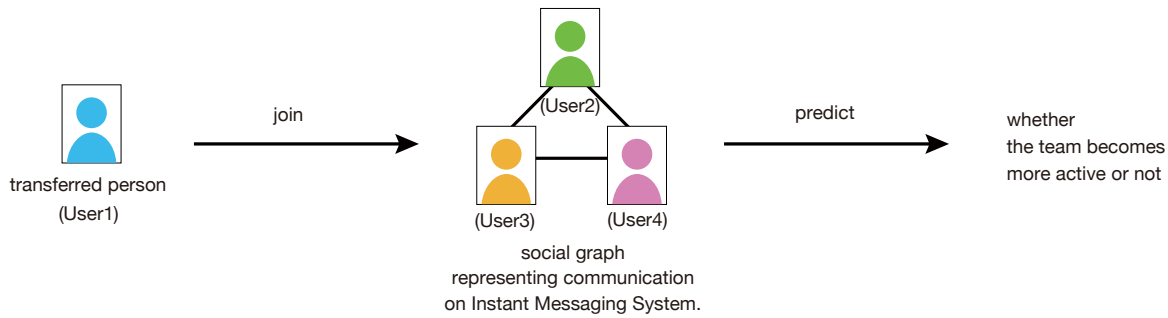 transferred person
(User1)
join
(User2)
(User3)
(User4)
social graph
representing communication
on Instant Messaging System.
predict
whether
the team becomes
more active or not